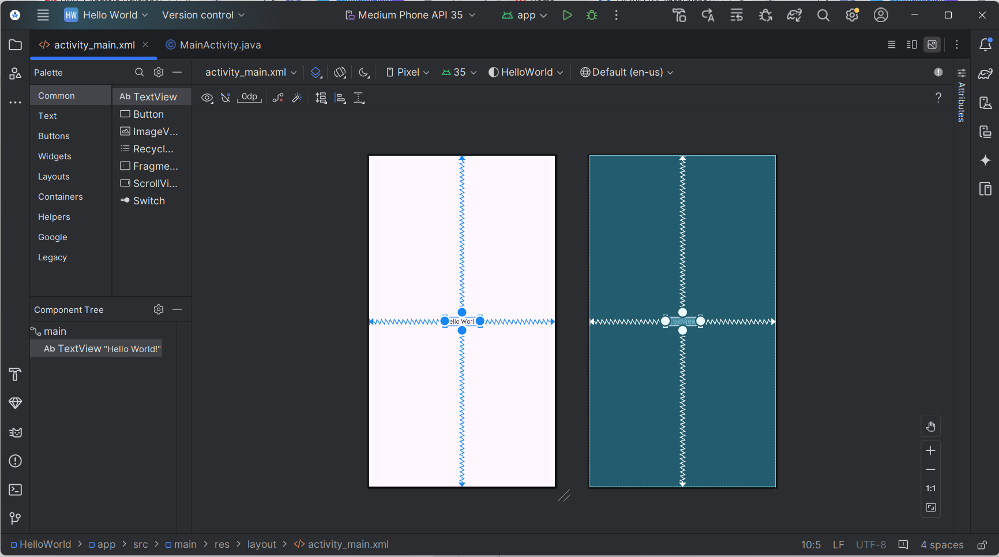 HW Hello World Version control Medium Phone API 35 app
activity_main.xml MainActivity.java
Palette
activity_main.xml Pixel 35 HelloWorld Default (en-us)
0dp
Attributes
Common
Text
Buttons
Widgets
Layouts
Containers
Helpers
Google
Legacy
Ab TextView
Button
ImageV...
Recycl...
Fragme...
ScrollVi...
Switch
ello Worl
TextView
Component Tree
main
Ab TextView "Hello World!"
1:1
HelloWorld > app > src > main > res > layout > activity_main.xml
10:5 LF UTF-8 4 spaces